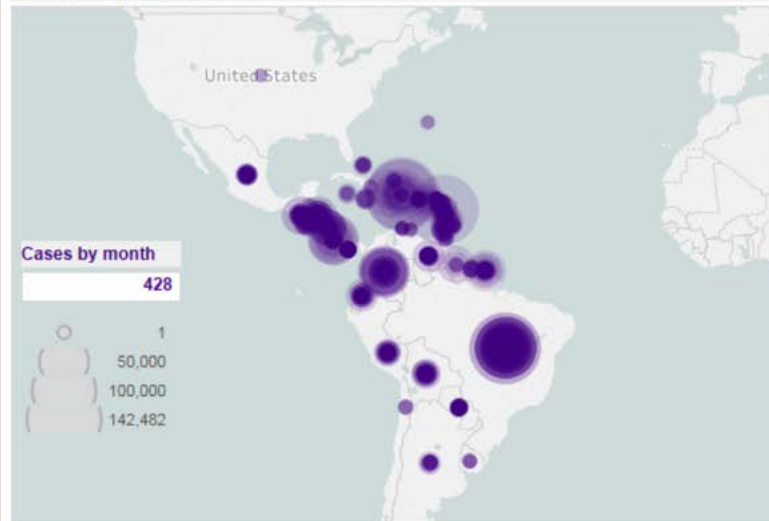 United States
Cases by month
428
1
50,000
100,000
142,482